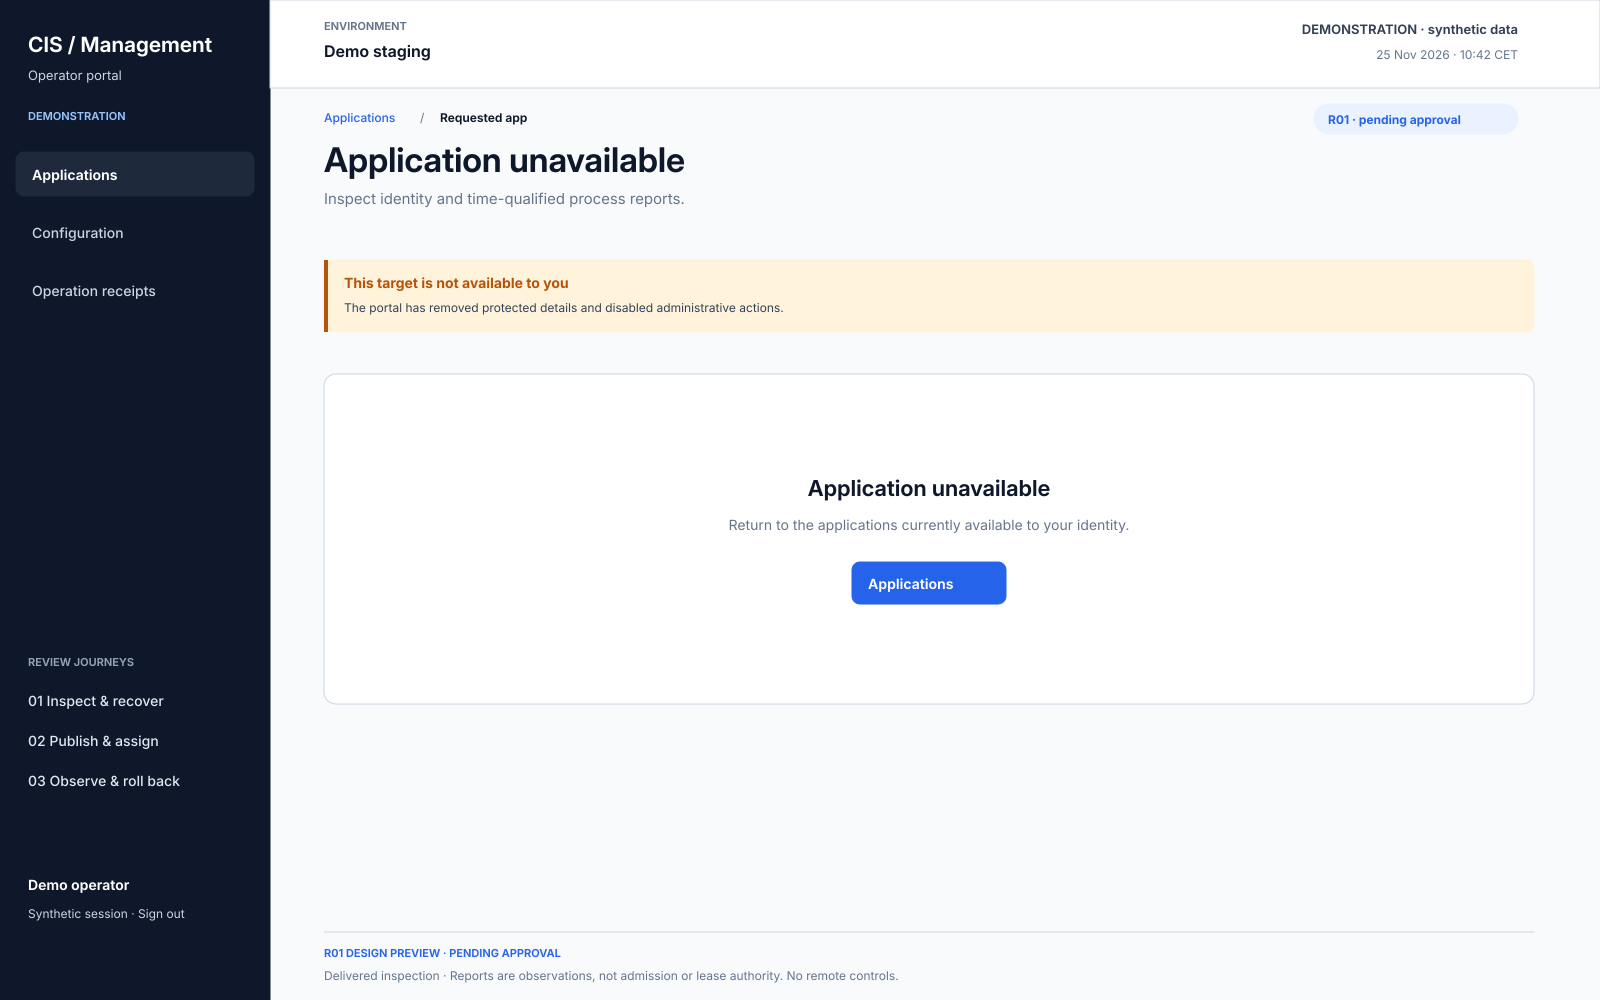 CIS / Management
Operator portal
DEMONSTRATION
Applications
Configuration
Operation receipts
REVIEW JOURNEYS
01 Inspect & recover
02 Publish & assign
03 Observe & roll back
Demo operator
Synthetic session · Sign out
ENVIRONMENT
Demo staging
DEMONSTRATION · synthetic data
25 Nov 2026 · 10:42 CET
Applications / Requested app
R01 · pending approval
Application unavailable
Inspect identity and time-qualified process reports.
This target is not available to you
The portal has removed protected details and disabled administrative actions.
Application unavailable
Return to the applications currently available to your identity.
Applications
R01 DESIGN PREVIEW · PENDING APPROVAL
Delivered inspection · Reports are observations, not admission or lease authority. No remote controls.